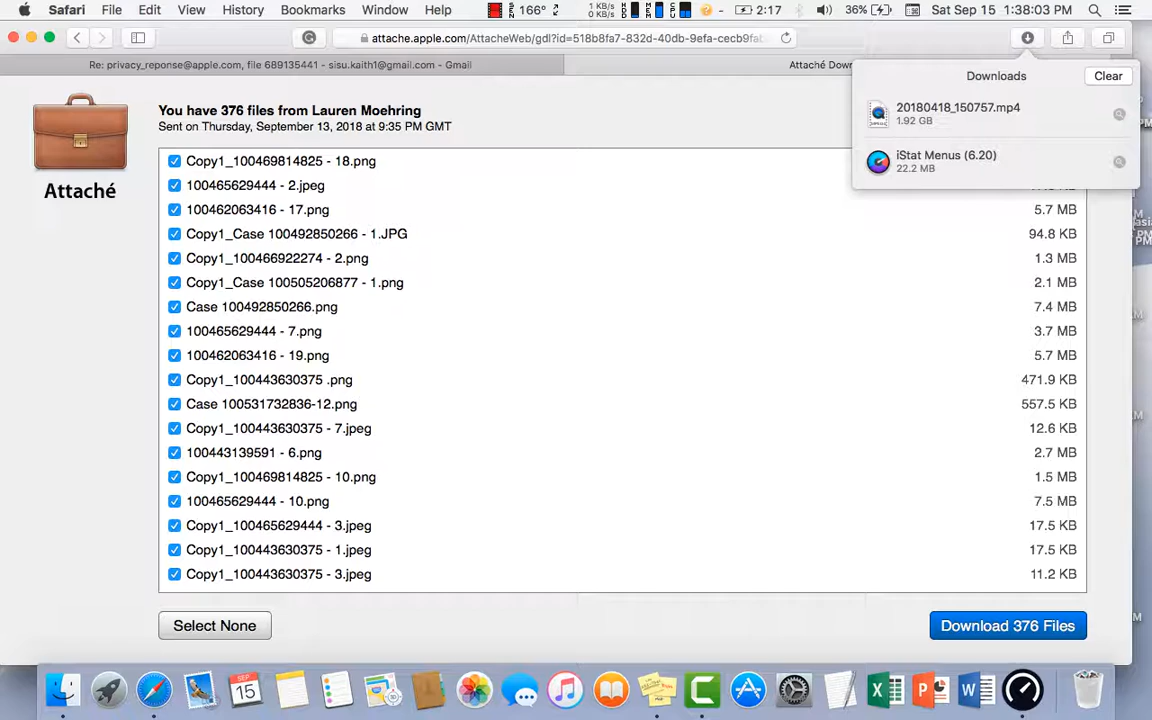 Safari File Edit View History Bookmarks Window Help 166° 1 KB/s 0 KB/s 2:17 36% Sat Sep 15 1:38:03 PM
attache.apple.com/AttacheWeb/gdl?id=518b8fa7-832d-40db-9efa-cecb9fa
Re: privacy_reponse@apple.com, file 689135441 - sisu.kaith1@gmail.com - Gmail
Attaché Dow
Downloads
Clear
20180418_150757.mp4
1.92 GB
iStat Menus (6.20)
22.2 MB
Attaché
You have 376 files from Lauren Moehring
Sent on Thursday, September 13, 2018 at 9:35 PM GMT
Copy1_100469814825 - 18.png
100465629444 - 2.jpeg
100462063416 - 17.png 5.7 MB
Copy1_Case 100492850266 - 1.JPG 94.8 KB
Copy1_100466922274 - 2.png 1.3 MB
Copy1_Case 100505206877 - 1.png 2.1 MB
Case 100492850266.png 7.4 MB
100465629444 - 7.png 3.7 MB
100462063416 - 19.png 5.7 MB
Copy1_100443630375 .png 471.9 KB
Case 100531732836-12.png 557.5 KB
Copy1_100443630375 - 7.jpeg 12.6 KB
100443139591 - 6.png 2.7 MB
Copy1_100469814825 - 10.png 1.5 MB
100465629444 - 10.png 7.5 MB
Copy1_100465629444 - 3.jpeg 17.5 KB
Copy1_100443630375 - 1.jpeg 17.5 KB
Copy1_100443630375 - 3.jpeg 11.2 KB
Select None
Download 376 Files
SEP
15